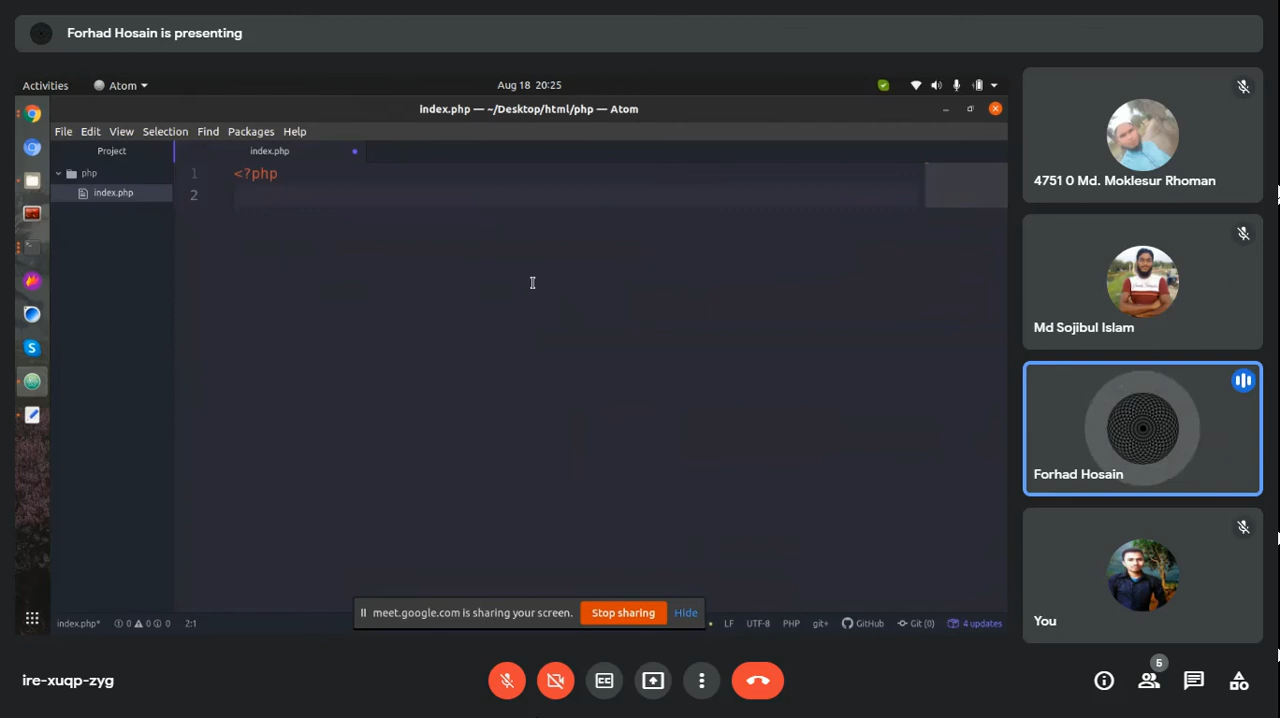 Forhad Hosain is presenting
Activities Atom Aug 18 20:25
index.php — ~/Desktop/html/php — Atom
File Edit View Selection Find Packages Help
Project index.php
php
index.php
1 <?php
2
4751 0 Md. Moklesur Rhoman
Md Sojibul Islam
Forhad Hosain
You
meet.google.com is sharing your screen. Stop sharing Hide
index.php* 0 0 0 2:1 LF UTF-8 PHP git+ GitHub Git (0) 4 updates
ire-xuqp-zyg
CC